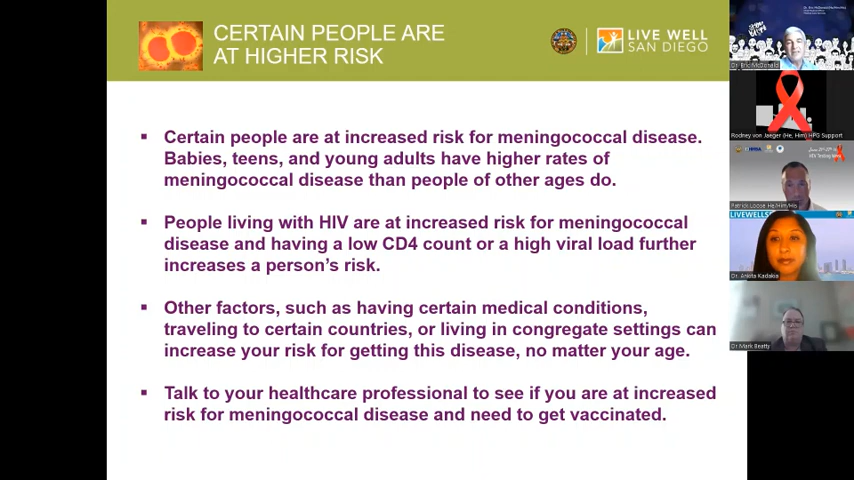 CERTAIN PEOPLE ARE
AT HIGHER RISK
LIVE WELL
SAN DIEGO
▪ Certain people are at increased risk for meningococcal disease.
Babies, teens, and young adults have higher rates of
meningococcal disease than people of other ages do.
▪ People living with HIV are at increased risk for meningococcal
disease and having a low CD4 count or a high viral load further
increases a person’s risk.
▪ Other factors, such as having certain medical conditions,
traveling to certain countries, or living in congregate settings can
increase your risk for getting this disease, no matter your age.
▪ Talk to your healthcare professional to see if you are at increased
risk for meningococcal disease and need to get vaccinated.
Dr. Eric McDonald
Rodney von Jaeger (He, Him) HPG Support
Patrick Loose He/Him/His
LIVEWELLS
Dr. Ankita Kadakia
Dr. Mark Beatty